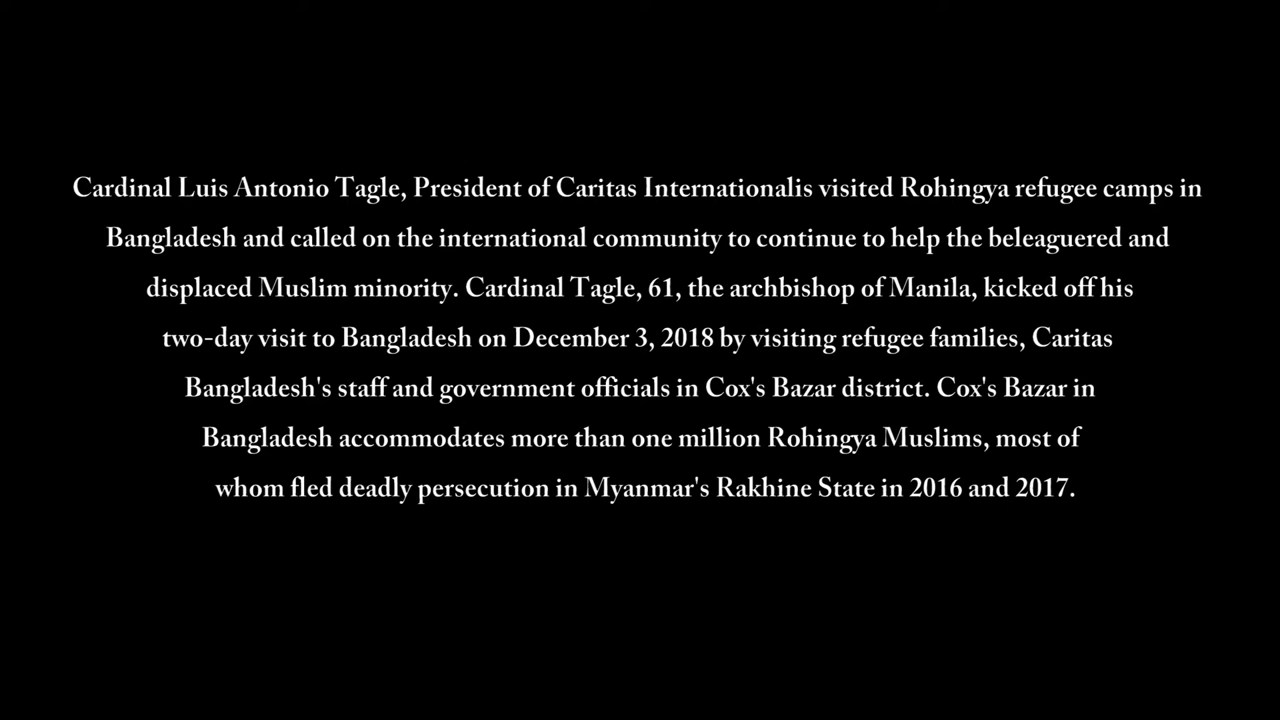 Cardinal Luis Antonio Tagle, President of Caritas Internationalis visited Rohingya refugee camps in
Bangladesh and called on the international community to continue to help the beleaguered and
displaced Muslim minority. Cardinal Tagle, 61, the archbishop of Manila, kicked off his
two-day visit to Bangladesh on December 3, 2018 by visiting refugee families, Caritas
Bangladesh's staff and government officials in Cox's Bazar district. Cox's Bazar in
Bangladesh accommodates more than one million Rohingya Muslims, most of
whom fled deadly persecution in Myanmar's Rakhine State in 2016 and 2017.